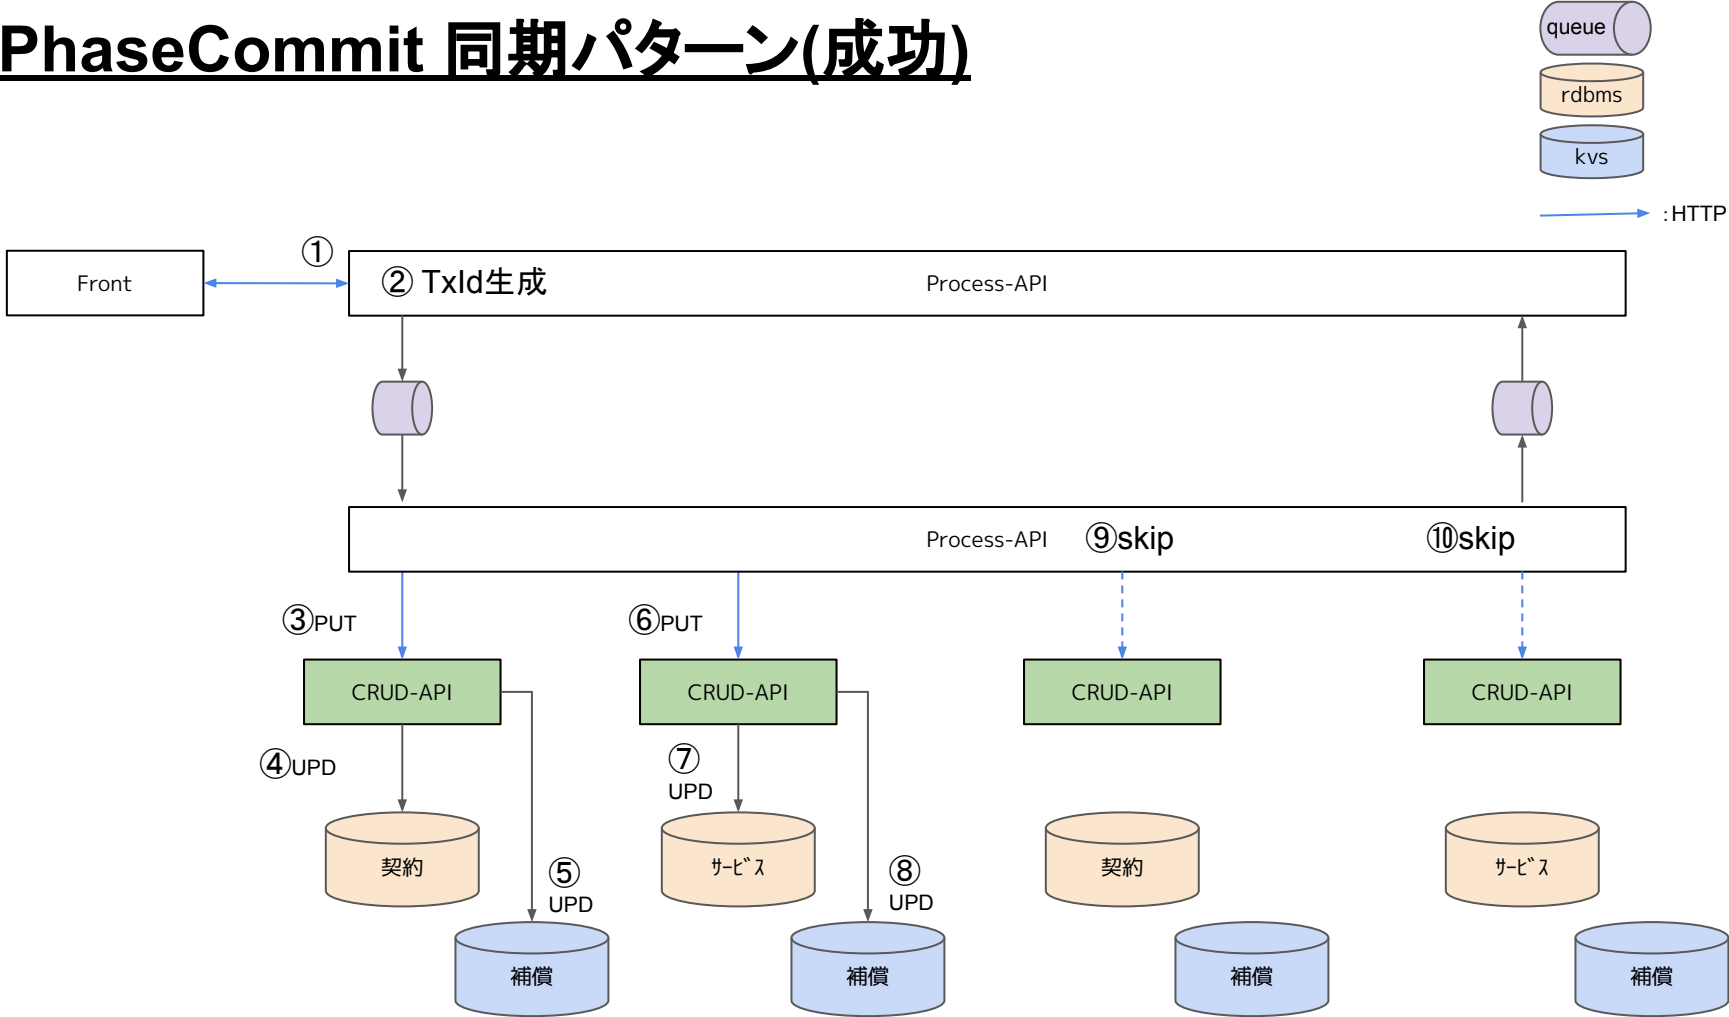 PhaseCommit 同期パターン(成功)
queue
rdbms
kvs
:HTTP
Front
①
② TxId生成
Process-API
Process-API
⑨skip
⑩skip
③PUT
⑥PUT
CRUD-API
CRUD-API
CRUD-API
CRUD-API
④UPD
⑦
UPD
契約
ｻｰﾋﾞｽ
契約
ｻｰﾋﾞｽ
⑤
UPD
⑧
UPD
補償
補償
補償
補償